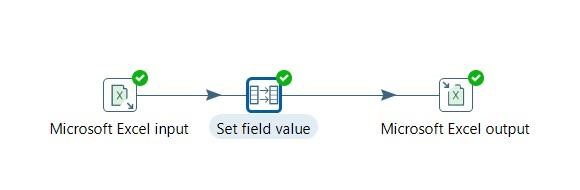 Microsoft Excel input
Set field value
Microsoft Excel output